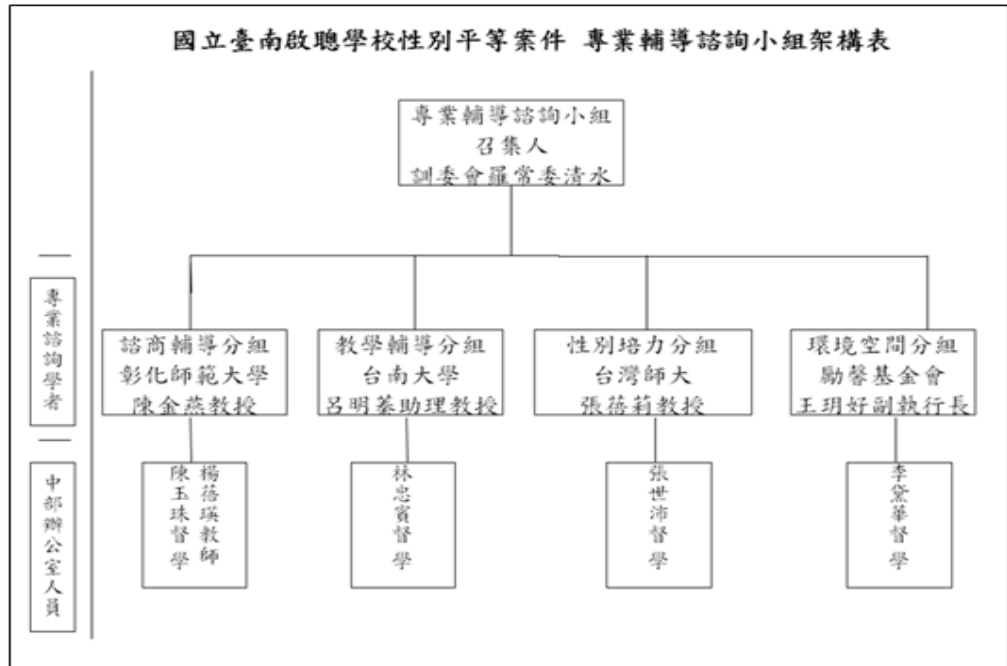 國立臺南啟聰學校性別平等案件 專業輔導諮詢小組架構表
專業輔導諮詢小組
召集人
訓委會羅常委清水
專業諮詢學者
諮商輔導分組
彰化師範大學
陳金燕教授
教學輔導分組
台南大學
呂明蓁助理教授
性別培力分組
台灣師大
張蓓莉教授
環境空間分組
勵馨基金會
王玥好副執行長
中部辦公室人員
楊蓓瑛教師
陳玉珠督學
林忠賓督學
張世沛督學
李黛華督學